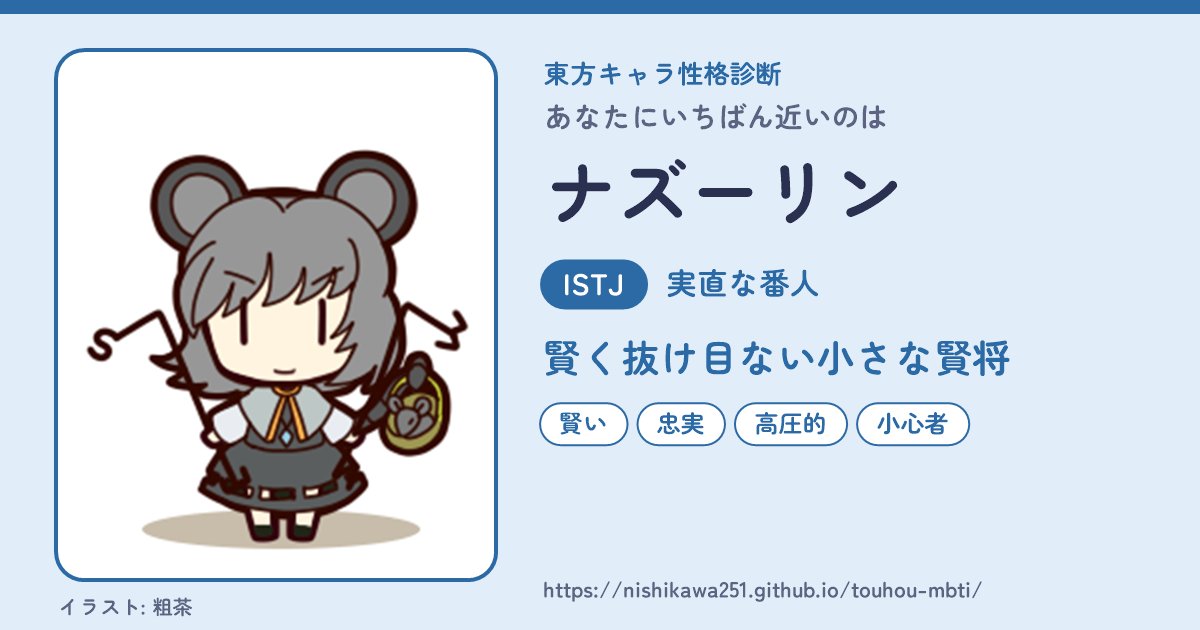 東方キャラ性格診断
あなたにいちばん近いのは
ナズーリン
ISTJ 実直な番人
賢く抜け目ない小さな賢将
賢い 忠実 高圧的 小心者
https://nishikawa251.github.io/touhou-mbti/
イラスト: 粗茶